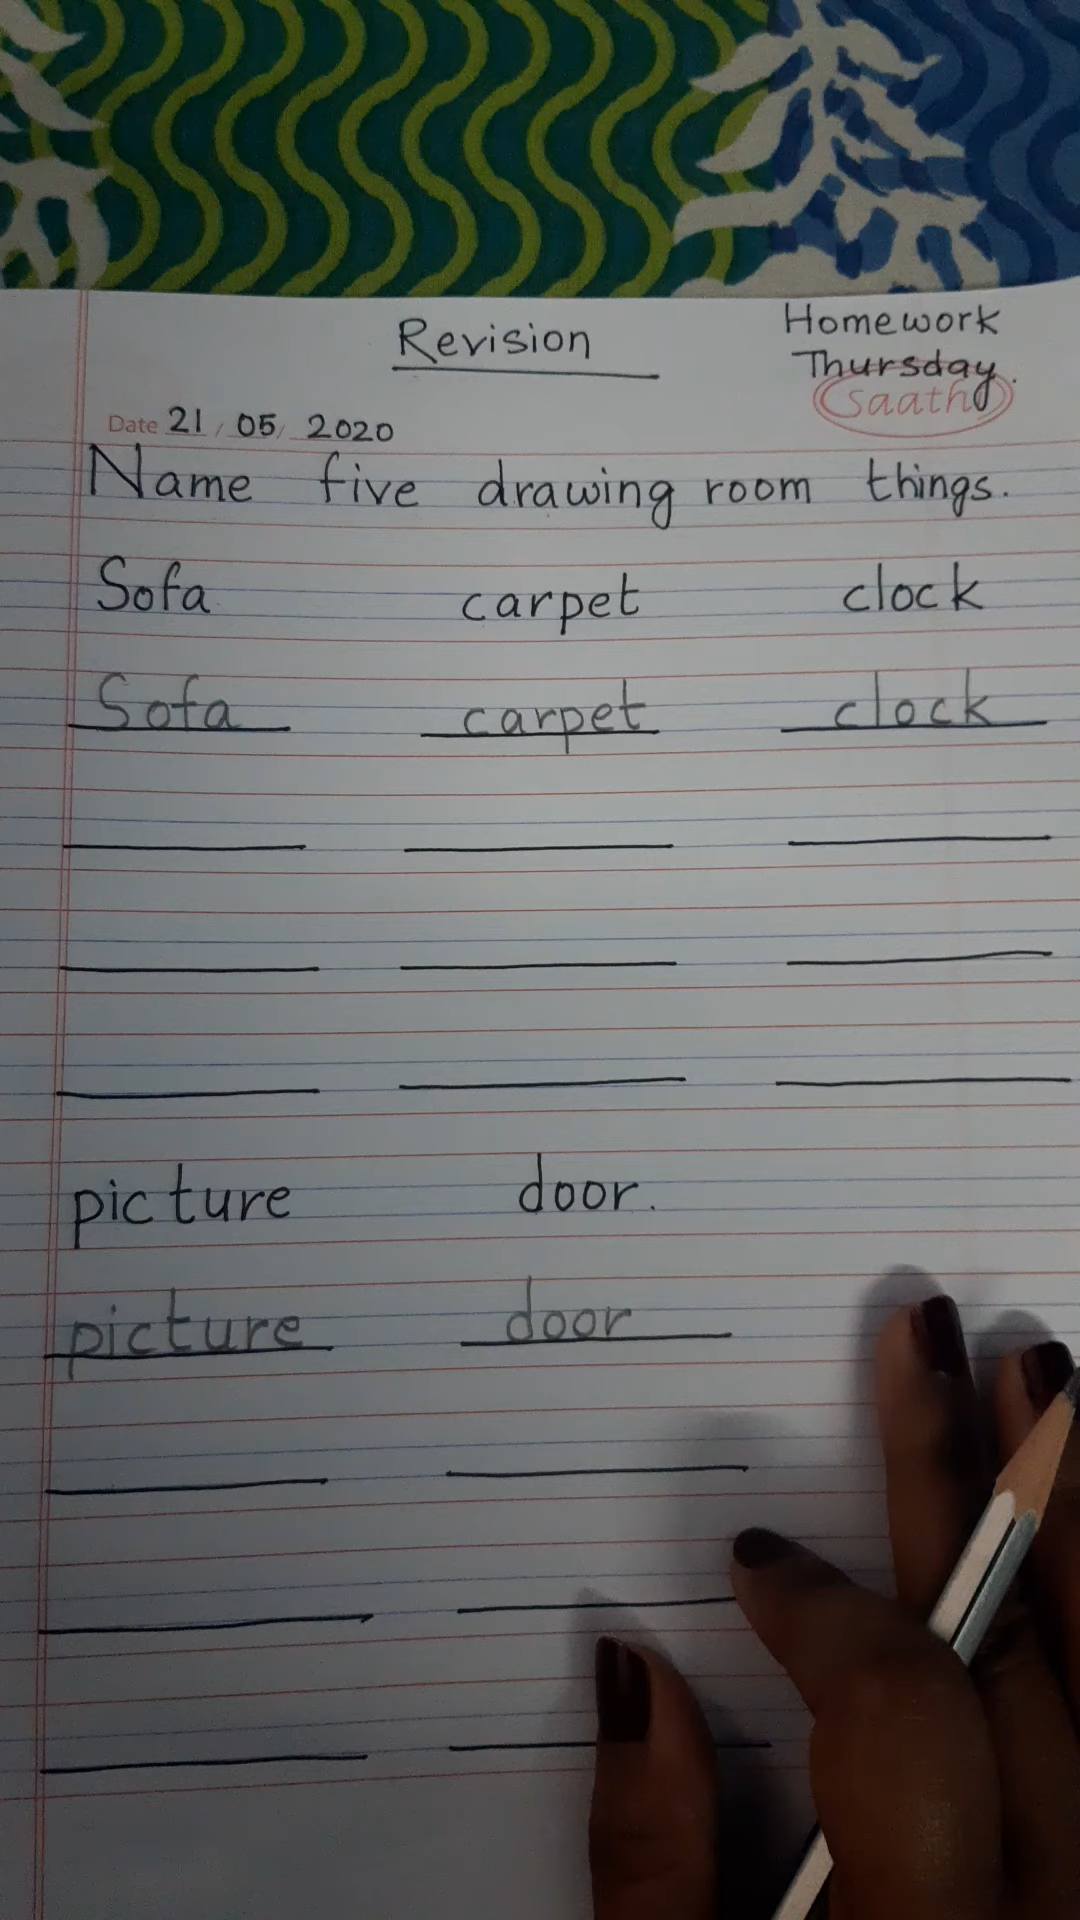 Revision
Homework
Thursday.
saathi
Date 21/05/2020
Name five drawing room things.
Sofa carpet clock
Sofa carpet clock
picture door.
picture door